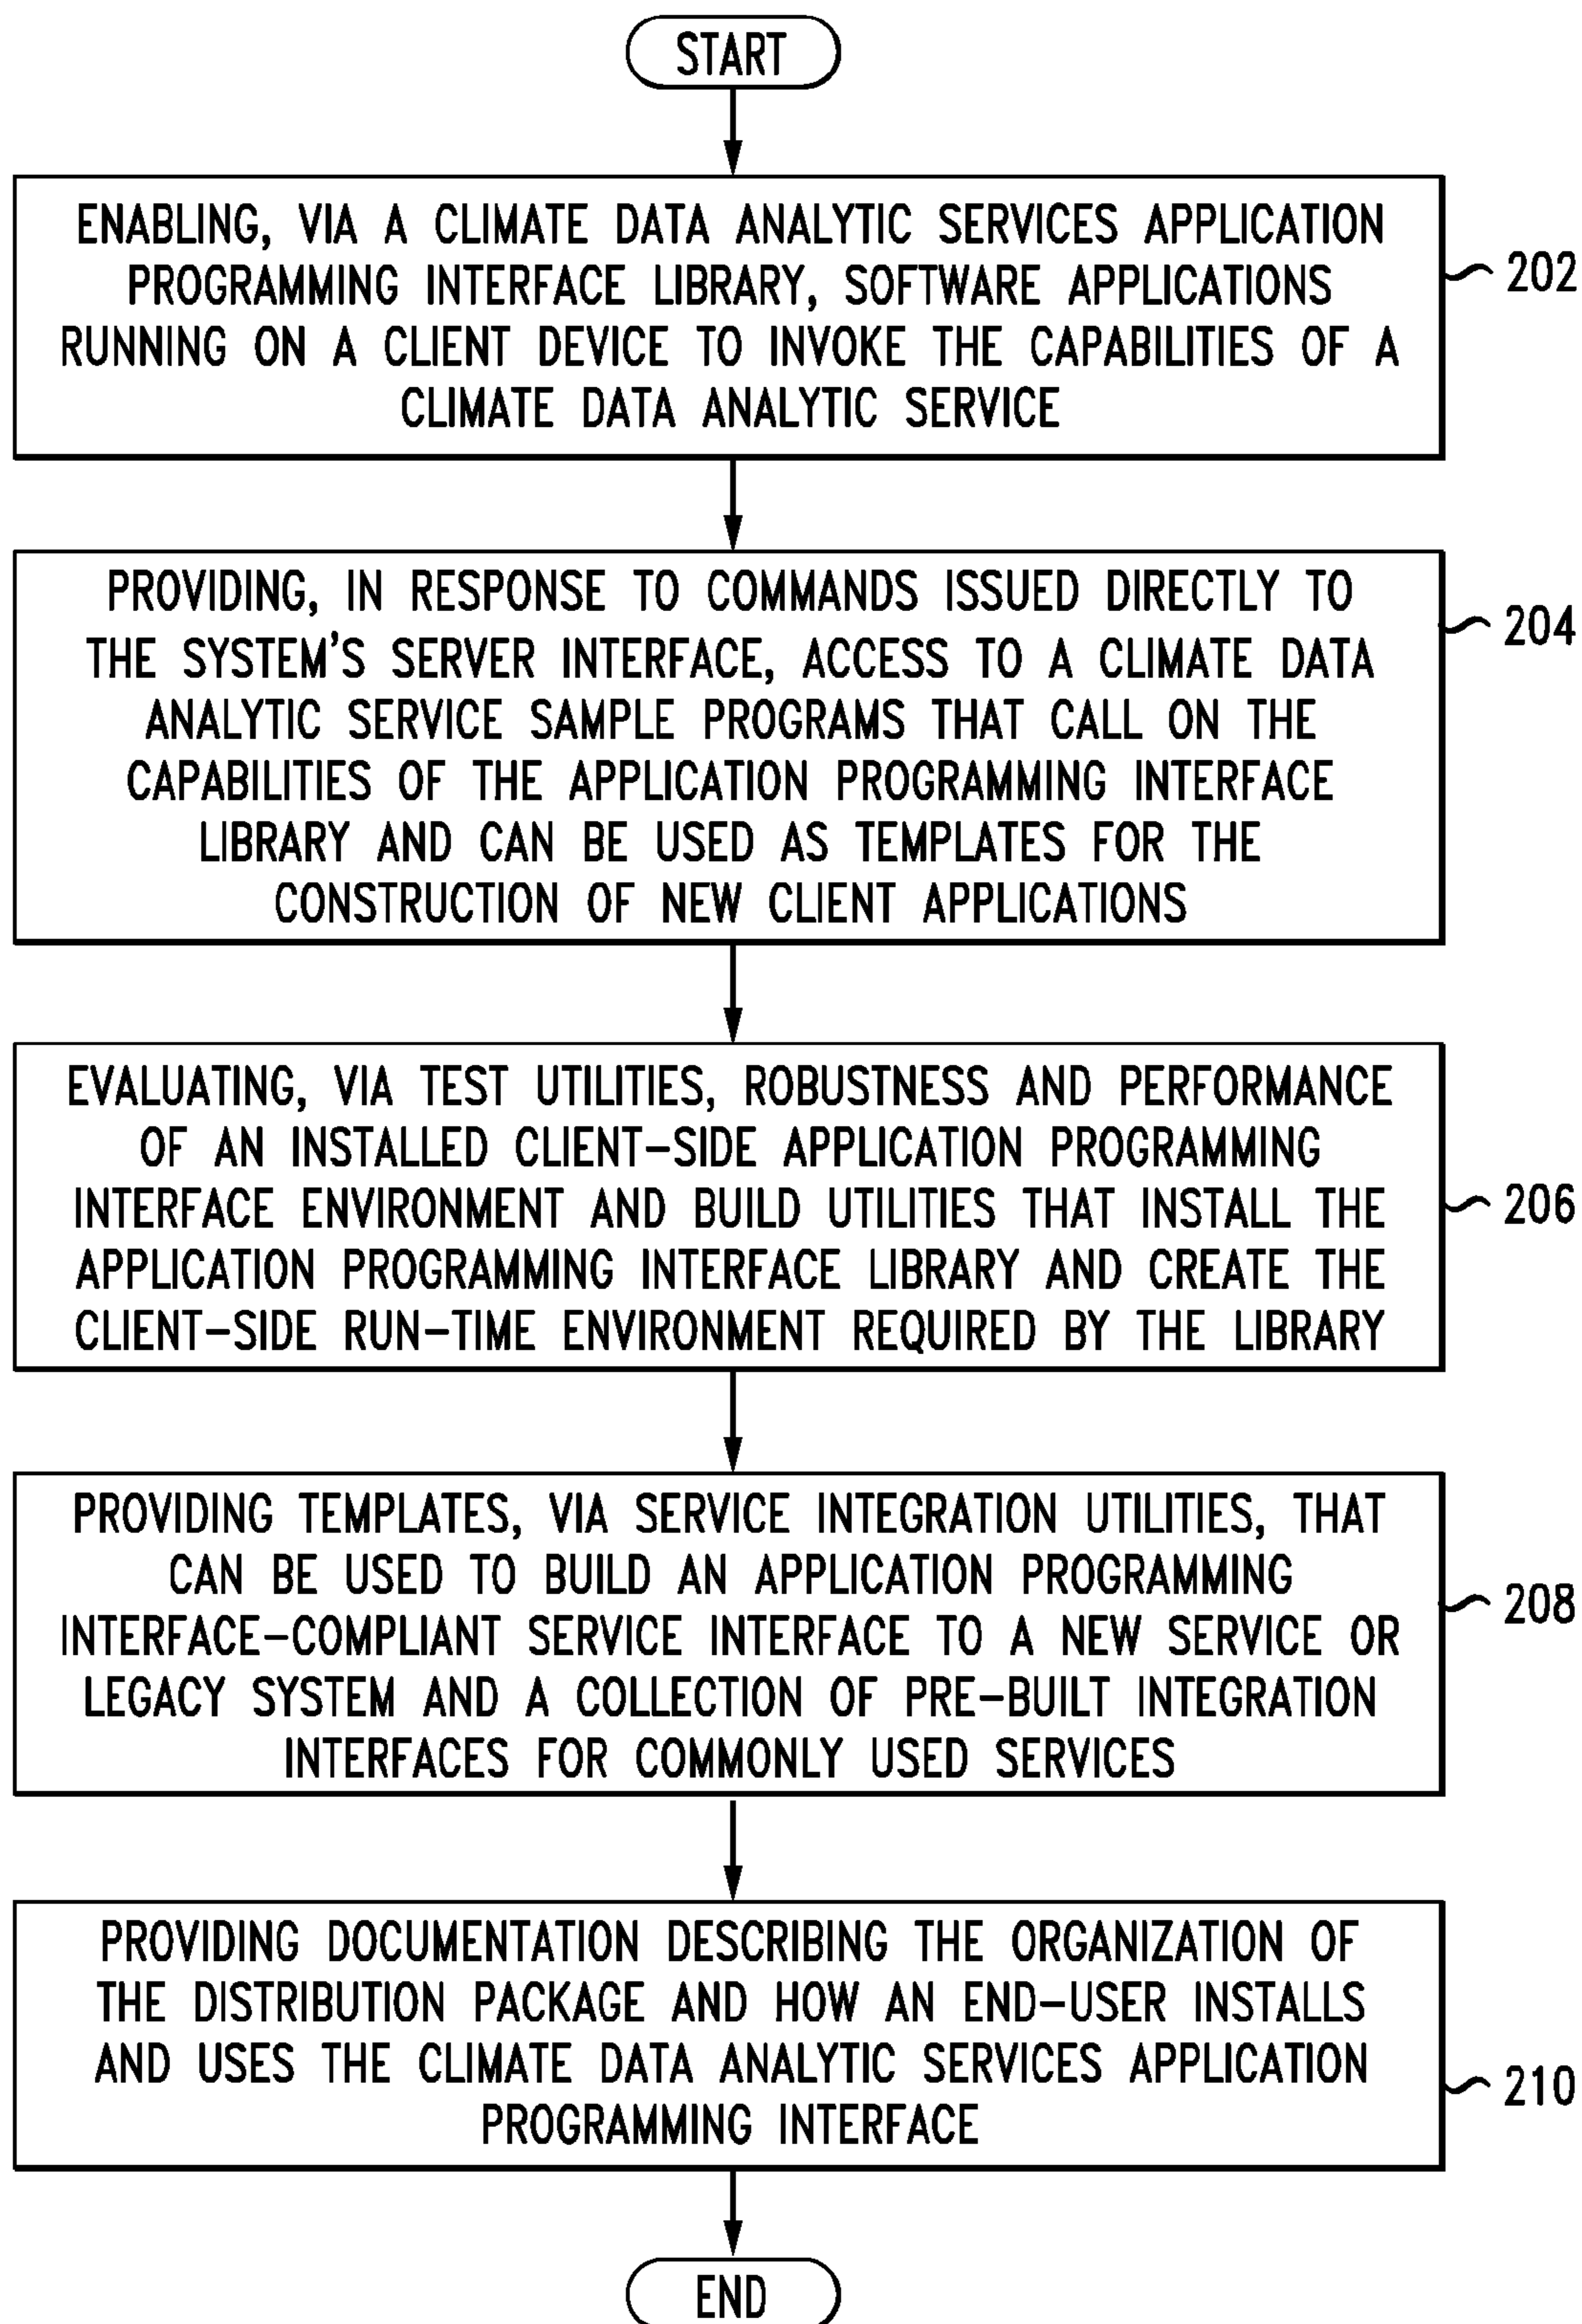 START
ENABLING, VIA A CLIMATE DATA ANALYTIC SERVICES APPLICATION
PROGRAMMING INTERFACE LIBRARY, SOFTWARE APPLICATIONS
RUNNING ON A CLIENT DEVICE TO INVOKE THE CAPABILITIES OF A
CLIMATE DATA ANALYTIC SERVICE
202
PROVIDING, IN RESPONSE TO COMMANDS ISSUED DIRECTLY TO
THE SYSTEM'S SERVER INTERFACE, ACCESS TO A CLIMATE DATA
ANALYTIC SERVICE SAMPLE PROGRAMS THAT CALL ON THE
CAPABILITIES OF THE APPLICATION PROGRAMMING INTERFACE
LIBRARY AND CAN BE USED AS TEMPLATES FOR THE
CONSTRUCTION OF NEW CLIENT APPLICATIONS
204
EVALUATING, VIA TEST UTILITIES, ROBUSTNESS AND PERFORMANCE
OF AN INSTALLED CLIENT-SIDE APPLICATION PROGRAMMING
INTERFACE ENVIRONMENT AND BUILD UTILITIES THAT INSTALL THE
APPLICATION PROGRAMMING INTERFACE LIBRARY AND CREATE THE
CLIENT-SIDE RUN-TIME ENVIRONMENT REQUIRED BY THE LIBRARY
206
PROVIDING TEMPLATES, VIA SERVICE INTEGRATION UTILITIES, THAT
CAN BE USED TO BUILD AN APPLICATION PROGRAMMING
INTERFACE-COMPLIANT SERVICE INTERFACE TO A NEW SERVICE OR
LEGACY SYSTEM AND A COLLECTION OF PRE-BUILT INTEGRATION
INTERFACES FOR COMMONLY USED SERVICES
208
PROVIDING DOCUMENTATION DESCRIBING THE ORGANIZATION OF
THE DISTRIBUTION PACKAGE AND HOW AN END-USER INSTALLS
AND USES THE CLIMATE DATA ANALYTIC SERVICES APPLICATION
PROGRAMMING INTERFACE
210
END